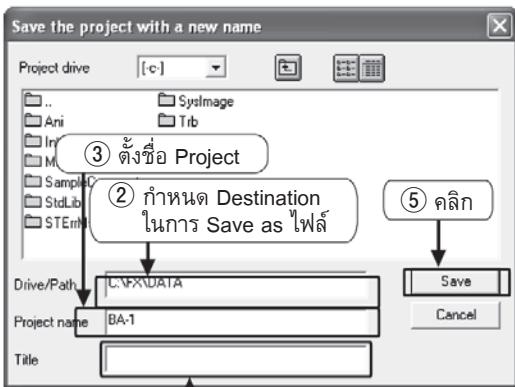 Save the project with a new name
Project drive [-c-]
.. SysImage
Ani Trb
③ ตั้งชื่อ Project
② กำหนด Destination
ในการ Save as ไฟล์
⑤ คลิก
StdLib
Drive/Path C:\FX\DATA Save
Project name BA-1 Cancel
Title